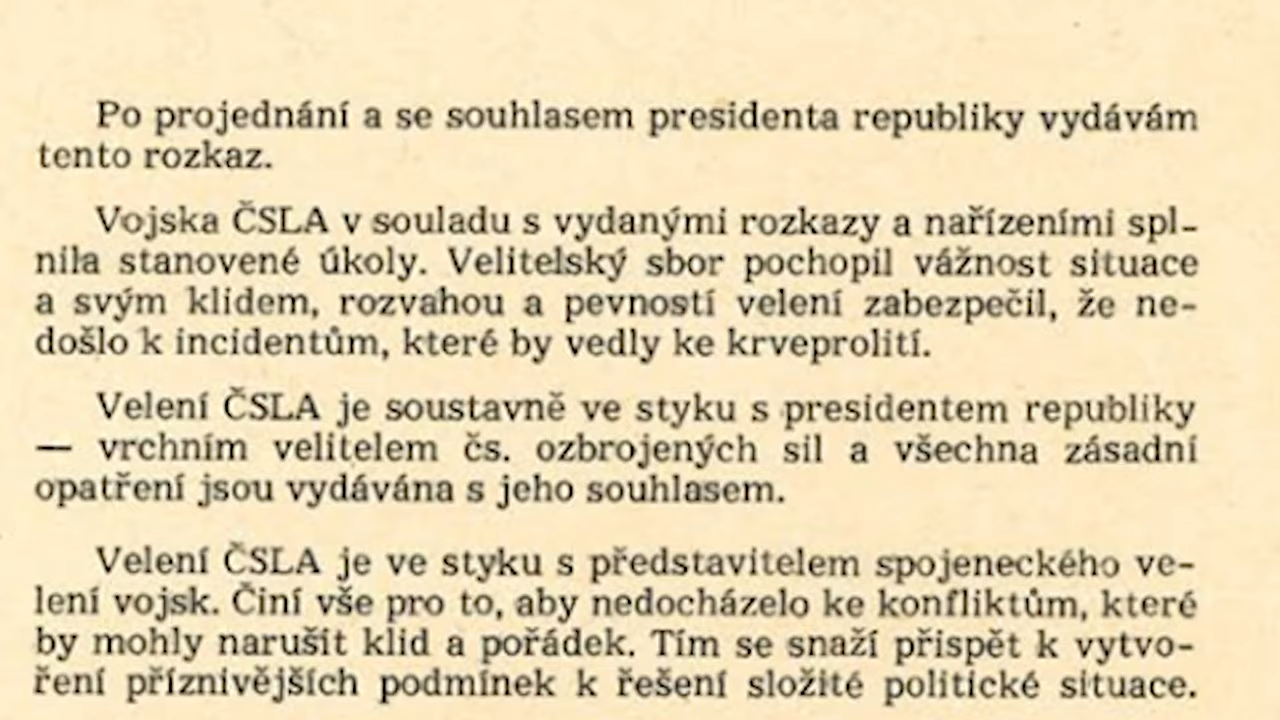 Po projednání a se souhlasem presidenta republiky vydávám
tento rozkaz.
Vojska ČSLA v souladu s vydanými rozkazy a nařízeními spl-
nila stanovené úkoly. Velitelský sbor pochopil vážnost situace
a svým klidem, rozvahou a pevností velení zabezpečil, že ne-
došlo k incidentům, které by vedly ke krveprolití.
Velení ČSLA je soustavně ve styku s presidentem republiky
— vrchním velitelem čs. ozbrojených sil a všechna zásadní
opatření jsou vydávána s jeho souhlasem.
Velení ČSLA je ve styku s představitelem spojeneckého ve-
lení vojsk. Činí vše pro to, aby nedocházelo ke konfliktům, které
by mohly narušit klid a pořádek. Tím se snaží přispět k vytvo-
ření příznivějších podmínek k řešení složité politické situace.